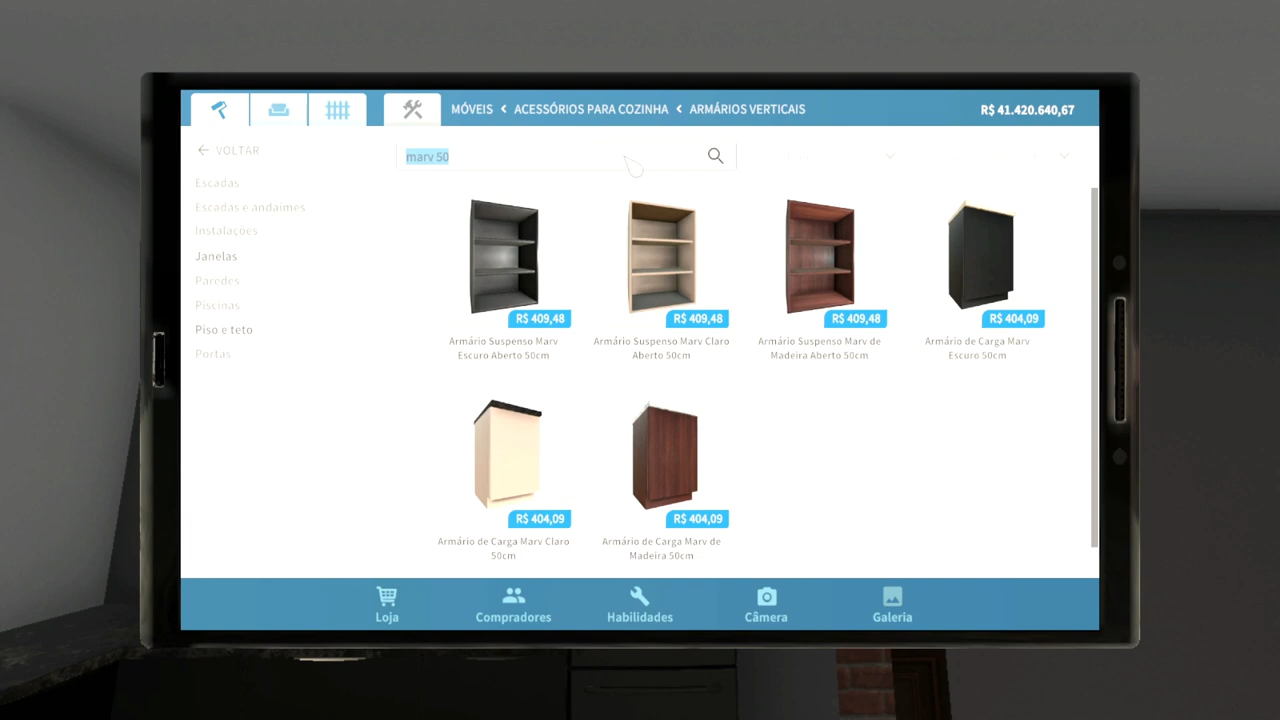 MÓVEIS < ACESSÓRIOS PARA COZINHA < ARMÁRIOS VERTICAIS
R$ 41.420.640,67
VOLTAR
marv 50
Escadas
Escadas e andaimes
Instalações
Janelas
Paredes
Piscinas
Piso e teto
Portas
R$ 409,48
R$ 409,48
R$ 409,48
R$ 404,09
Armário Suspenso Marv
Escuro Aberto 50cm
Armário Suspenso Marv Claro
Aberto 50cm
Armário Suspenso Marv de
Madeira Aberto 50cm
Armário de Carga Marv
Escuro 50cm
R$ 404,09
R$ 404,09
Armário de Carga Marv Claro
50cm
Armário de Carga Marv de
Madeira 50cm
Loja
Compradores
Habilidades
Câmera
Galeria